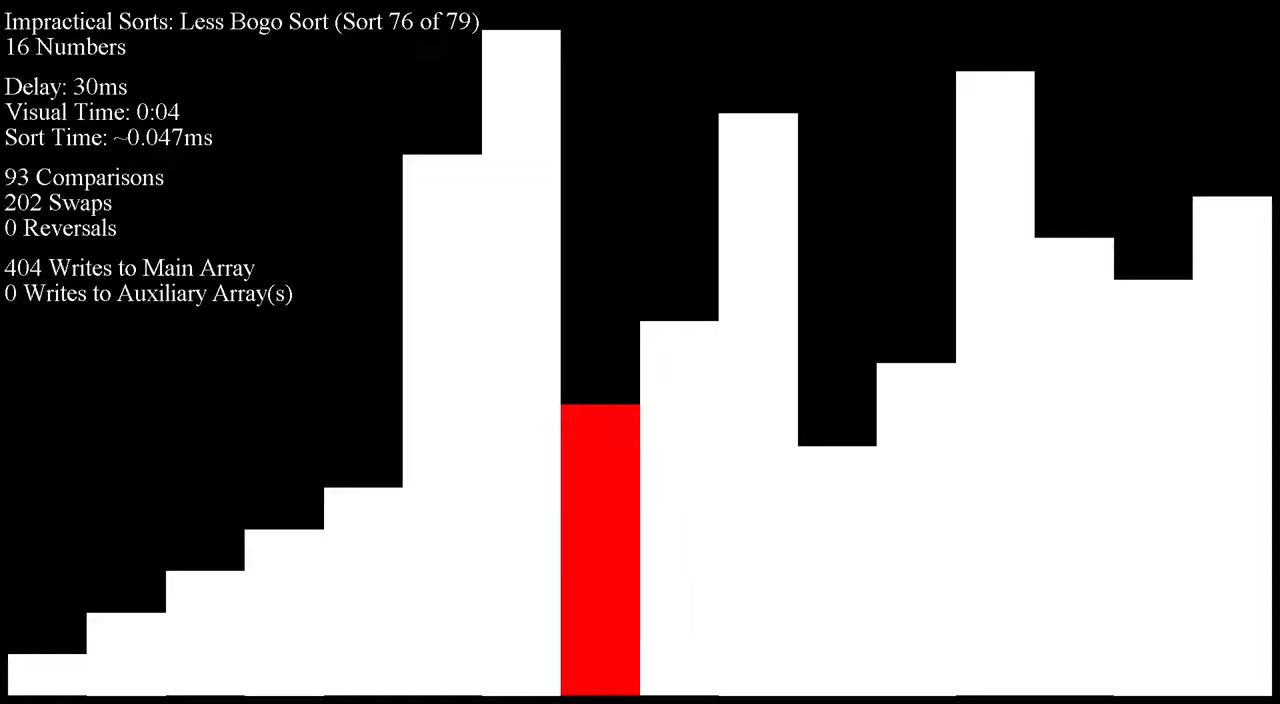 Impractical Sorts: Less Bogo Sort (Sort 76 of 79)
16 Numbers
Delay: 30ms
Visual Time: 0:04
Sort Time: ~0.047ms
93 Comparisons
202 Swaps
0 Reversals
404 Writes to Main Array
0 Writes to Auxiliary Array(s)